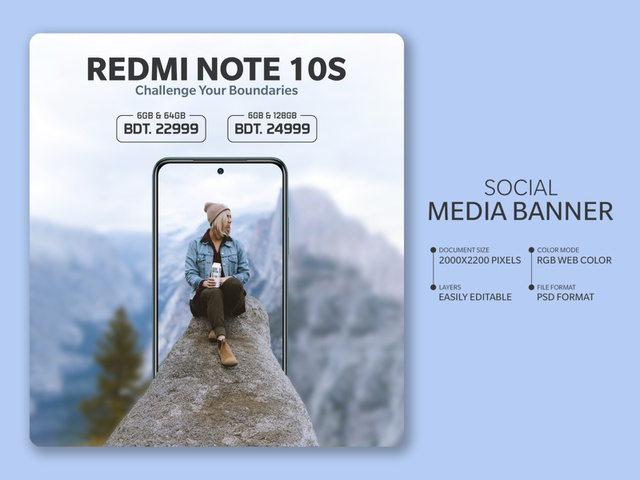 REDMI NOTE 10S
Challenge Your Boundaries
6GB & 64GB
BDT. 22999
6GB & 128GB
BDT. 24999
SOCIAL
MEDIA BANNER
DOCUMENT SIZE
2000X2200 PIXELS
COLOR MODE
RGB WEB COLOR
LAYERS
EASILY EDITABLE
FILE FORMAT
PSD FORMAT